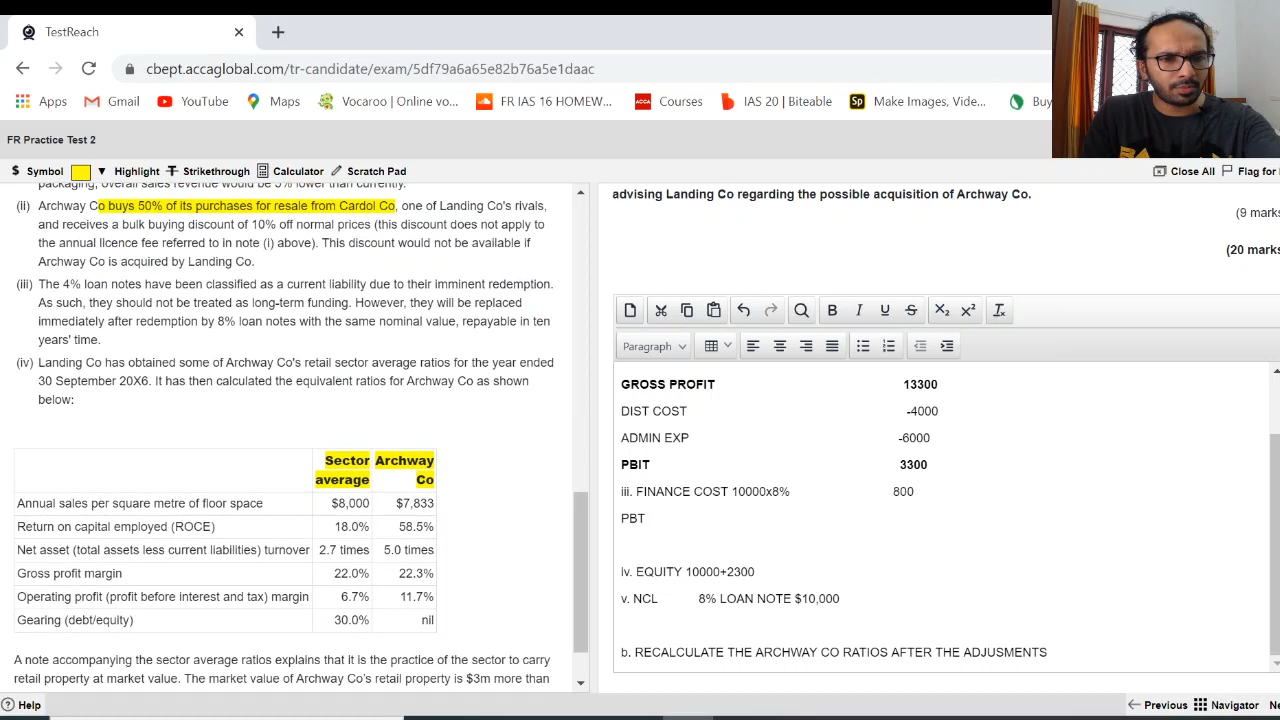 TestReach
cbept.accaglobal.com/tr-candidate/exam/5df79a6a65e82b76a5e1daac
Apps Gmail YouTube Maps Vocaroo | Online vo... FR IAS 16 HOMEW... Courses IAS 20 | Biteable Make Images, Vide... Buy
FR Practice Test 2
$ Symbol Highlight Strikethrough Calculator Scratch Pad Close All Flag for
packaging, overall sales revenue would be 5% lower than currently.
(ii) Archway Co buys 50% of its purchases for resale from Cardol Co, one of Landing Co's rivals,
and receives a bulk buying discount of 10% off normal prices (this discount does not apply to
the annual licence fee referred to in note (i) above). This discount would not be available if
Archway Co is acquired by Landing Co.
(iii) The 4% loan notes have been classified as a current liability due to their imminent redemption.
As such, they should not be treated as long-term funding. However, they will be replaced
immediately after redemption by 8% loan notes with the same nominal value, repayable in ten
years' time.
(iv) Landing Co has obtained some of Archway Co's retail sector average ratios for the year ended
30 September 20X6. It has then calculated the equivalent ratios for Archway Co as shown
below:
Sector Archway
average Co
Annual sales per square metre of floor space $8,000 $7,833
Return on capital employed (ROCE) 18.0% 58.5%
Net asset (total assets less current liabilities) turnover 2.7 times 5.0 times
Gross profit margin 22.0% 22.3%
Operating profit (profit before interest and tax) margin 6.7% 11.7%
Gearing (debt/equity) 30.0% nil
A note accompanying the sector average ratios explains that it is the practice of the sector to carry
retail property at market value. The market value of Archway Co's retail property is $3m more than
advising Landing Co regarding the possible acquisition of Archway Co.
(9 marks
(20 marks
B I U S X₂ X² Ix
Paragraph
GROSS PROFIT 13300
DIST COST -4000
ADMIN EXP -6000
PBIT 3300
iii. FINANCE COST 10000x8% 800
PBT
iv. EQUITY 10000+2300
v. NCL 8% LOAN NOTE $10,000
b. RECALCULATE THE ARCHWAY CO RATIOS AFTER THE ADJUSMENTS
Help Previous Navigator Ne